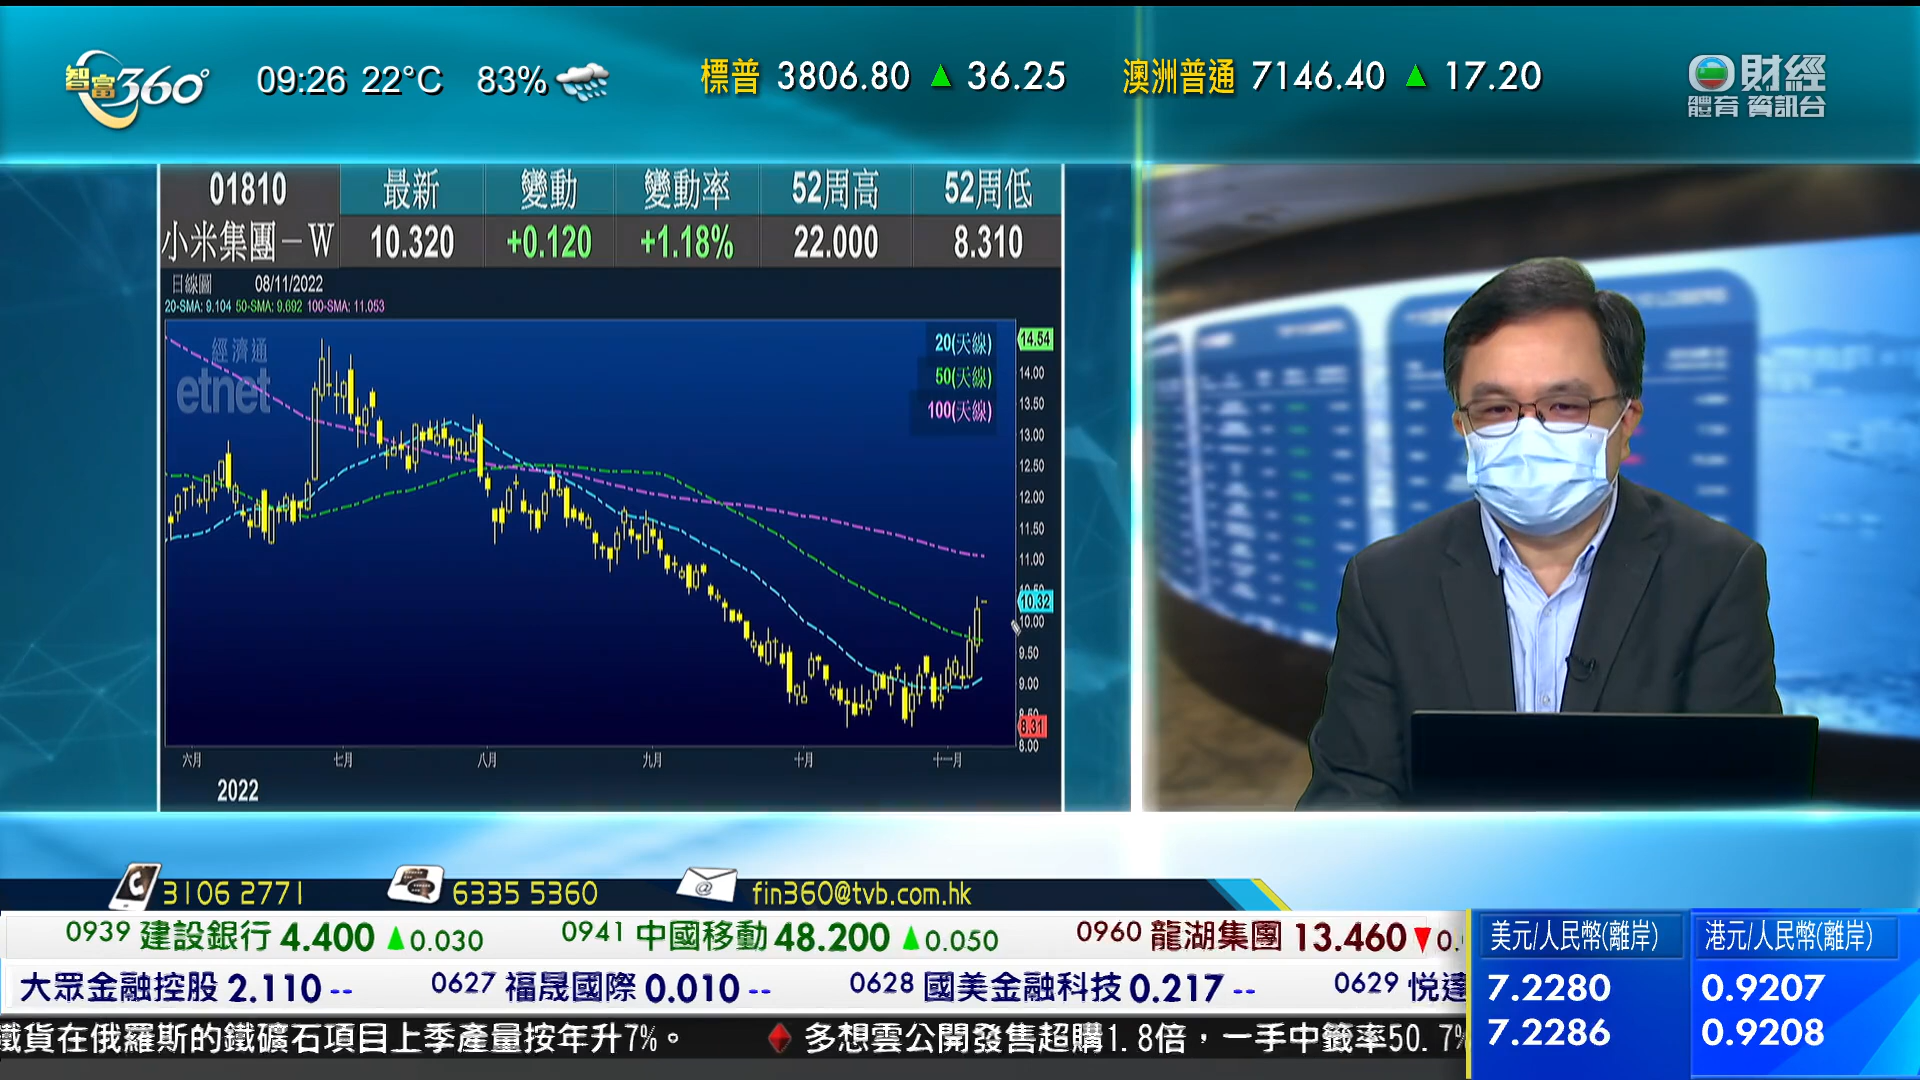 智富360°
09:26 22°C 83%
標普 3806.80 ▲ 36.25 澳洲普通 7146.40 ▲ 17.20
財經
體育 資訊台
01810 最新 變動 變動率 52周高 52周低
小米集團－W 10.320 +0.120 +1.18% 22.000 8.310
日線圖 08/11/2022
20-SMA: 9.104 50-SMA: 9.692 100-SMA: 11.053
經濟通
etnet
20(天線)
50(天線)
100(天線)
14.54
14.00
13.50
13.00
12.50
12.00
11.50
11.00
10.50
10.32
10.00
9.50
9.00
8.50
8.31
8.00
六月 七月 八月 九月 十月 十一月
2022
3106 2771 6335 5360 fin360@tvb.com.hk
0939 建設銀行 4.400 ▲ 0.030 0941 中國移動 48.200 ▲ 0.050 0960 龍湖集團 13.460 ▼ 0.
大眾金融控股 2.110 -- 0627 福晟國際 0.010 -- 0628 國美金融科技 0.217 -- 0629 悅達
鐵貨在俄羅斯的鐵礦石項目上季產量按年升7%。 多想雲公開發售超購1.8倍，一手中籤率50.7%
美元/人民幣(離岸) 港元/人民幣(離岸)
7.2280 0.9207
7.2286 0.9208